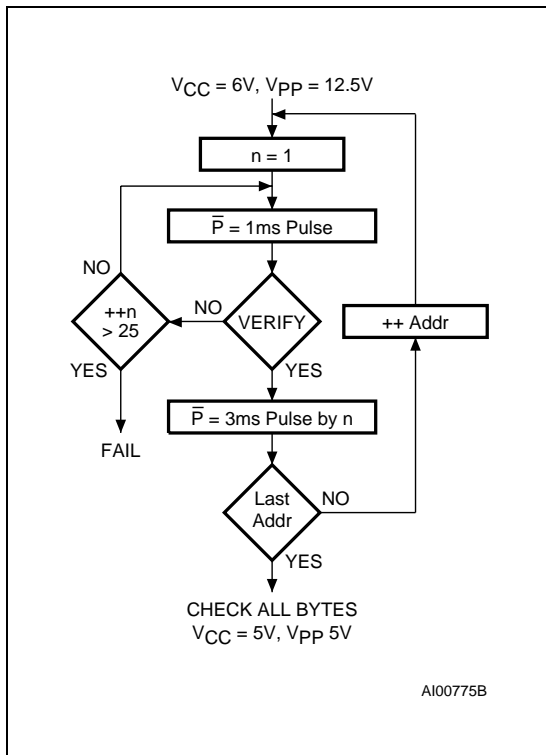 VCC = 6V, VPP = 12.5V
n = 1
P̅ = 1ms Pulse
NO
++n
> 25
NO
VERIFY
++ Addr
YES
YES
P̅ = 3ms Pulse by n
FAIL
Last
Addr
NO
YES
CHECK ALL BYTES
VCC = 5V, VPP 5V
AI00775B